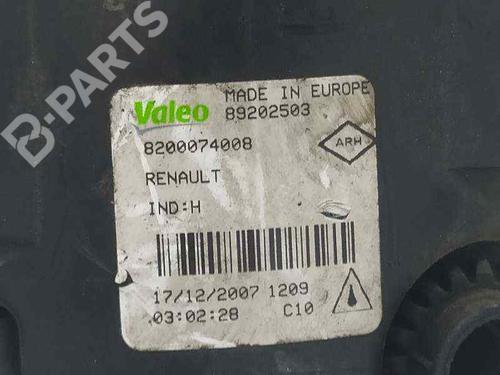 B-PARTS
Valeo
MADE IN EUROPE
89202503
8200074008
ARH
RENAULT
IND:H
17/12/2007 1209
03:02:28 C10